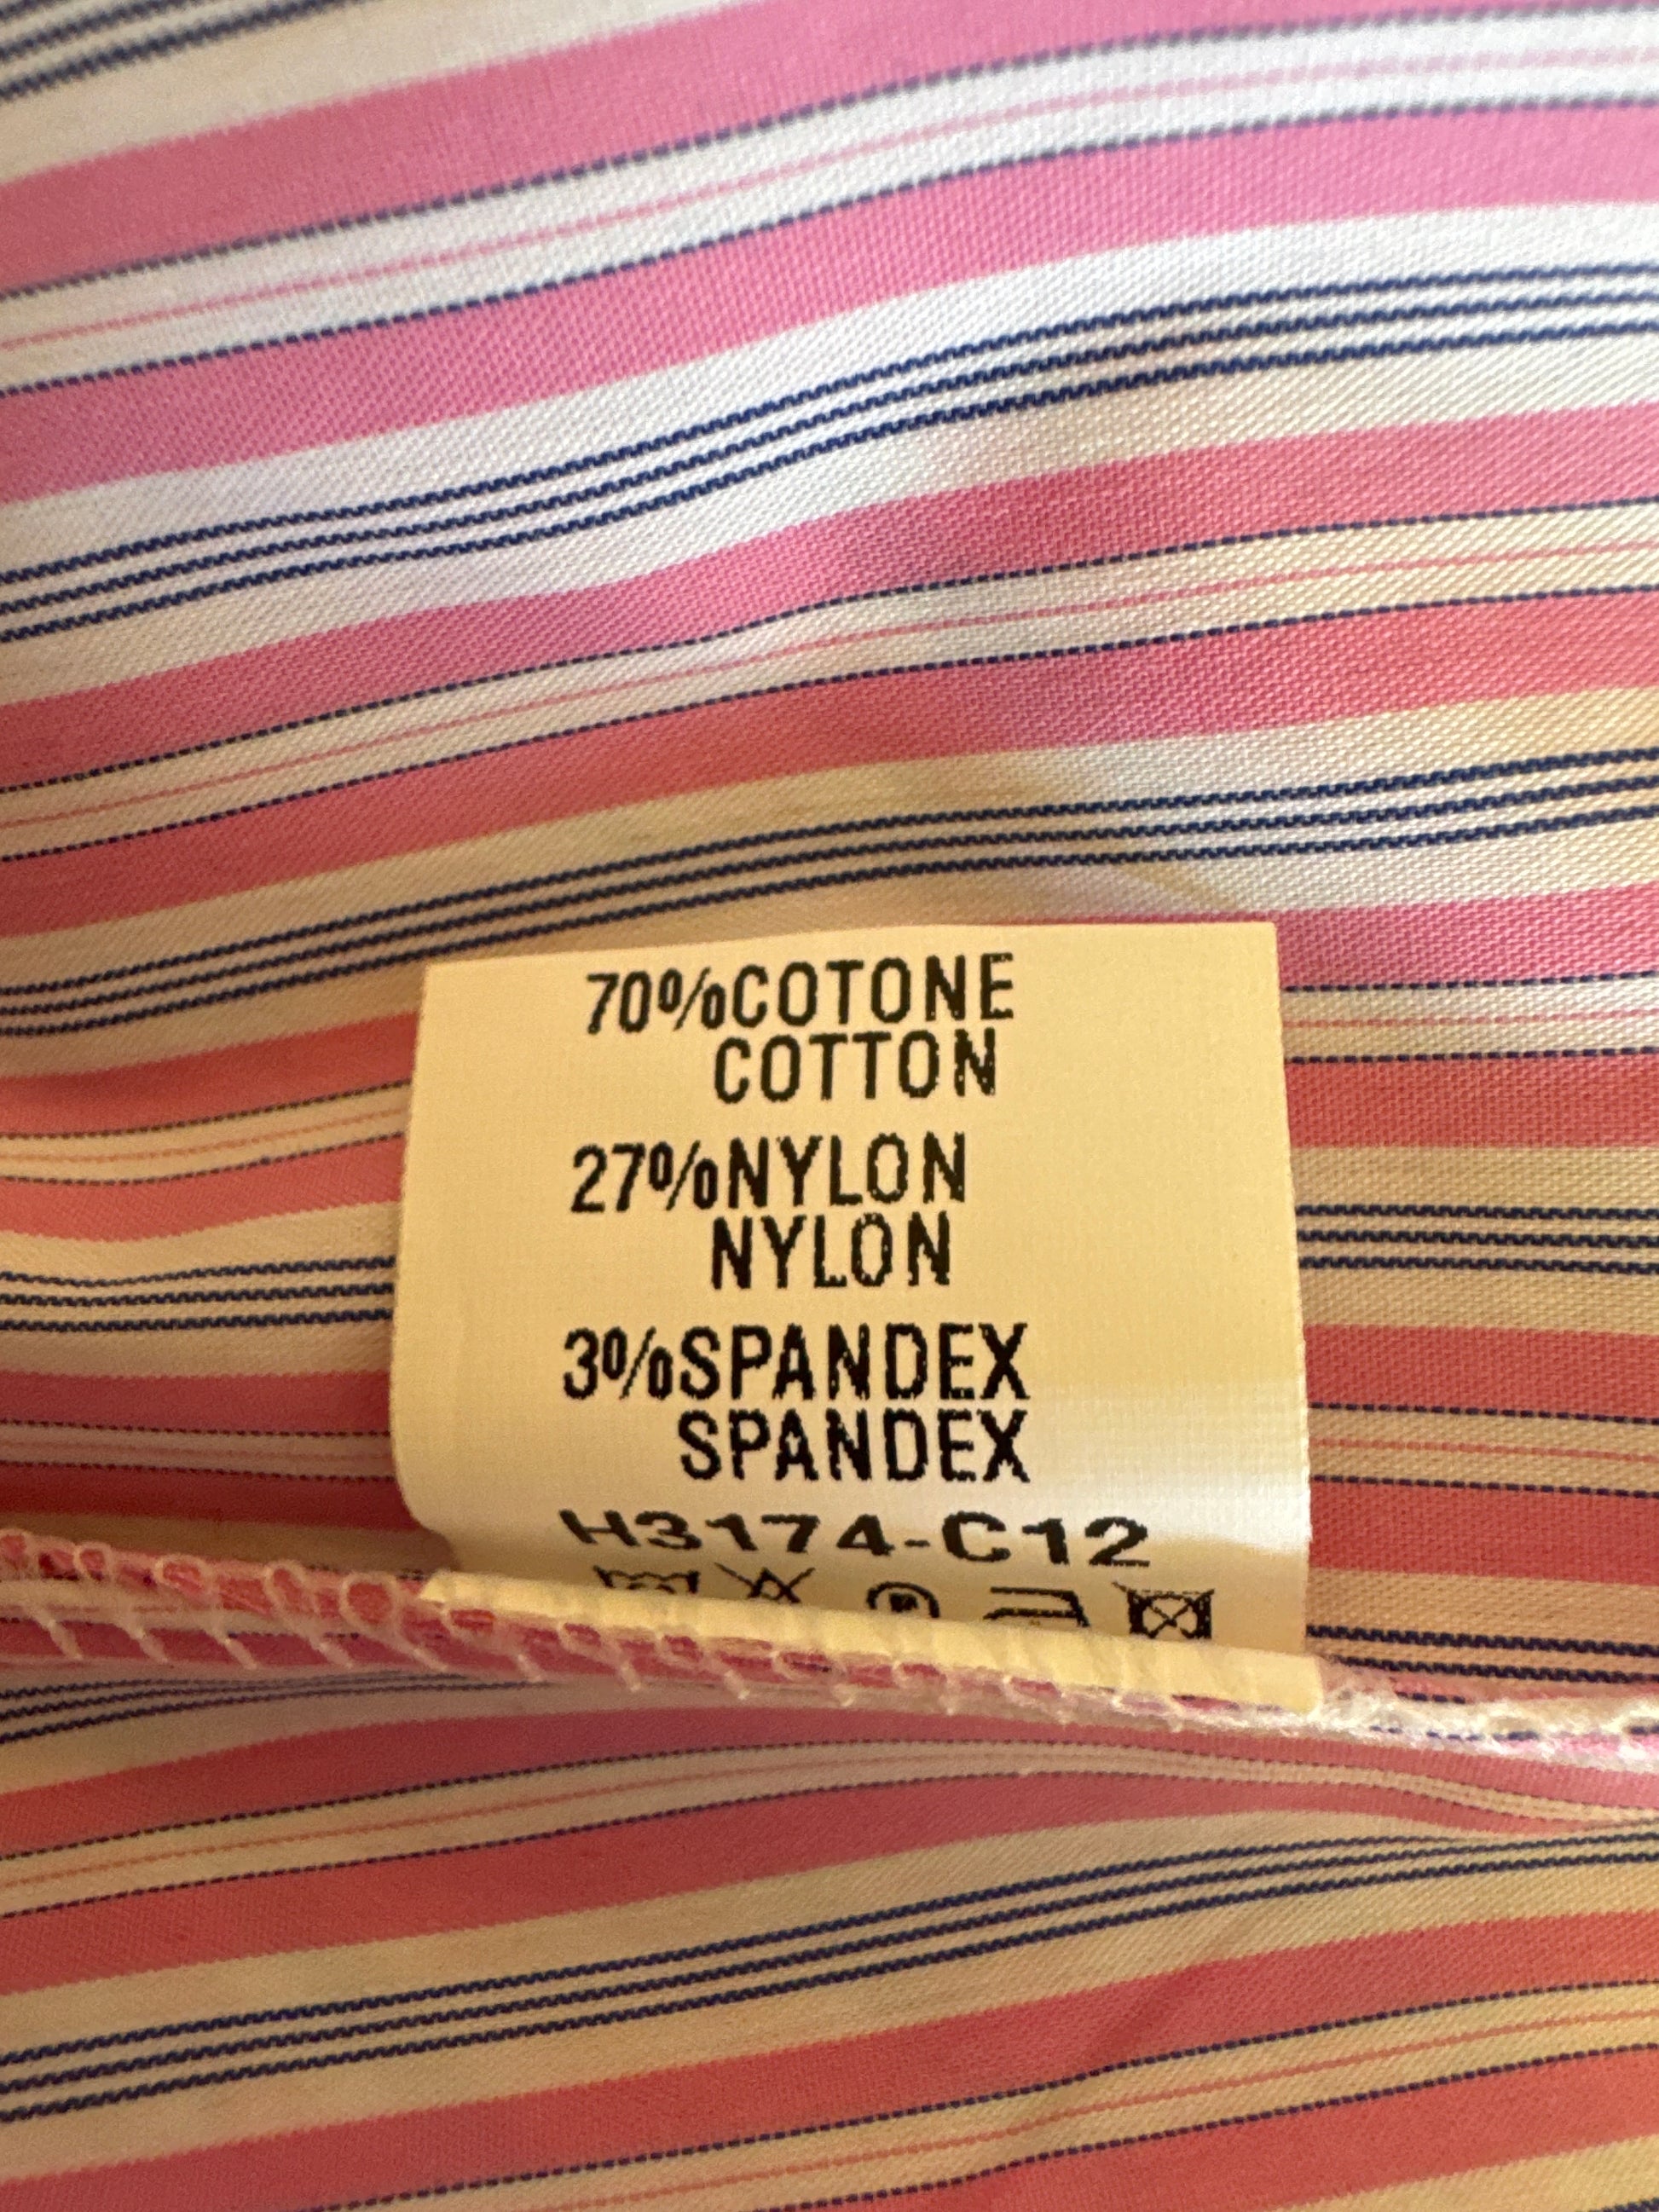 70%COTONE
COTTON
27%NYLON
NYLON
3%SPANDEX
SPANDEX
H3174-C12